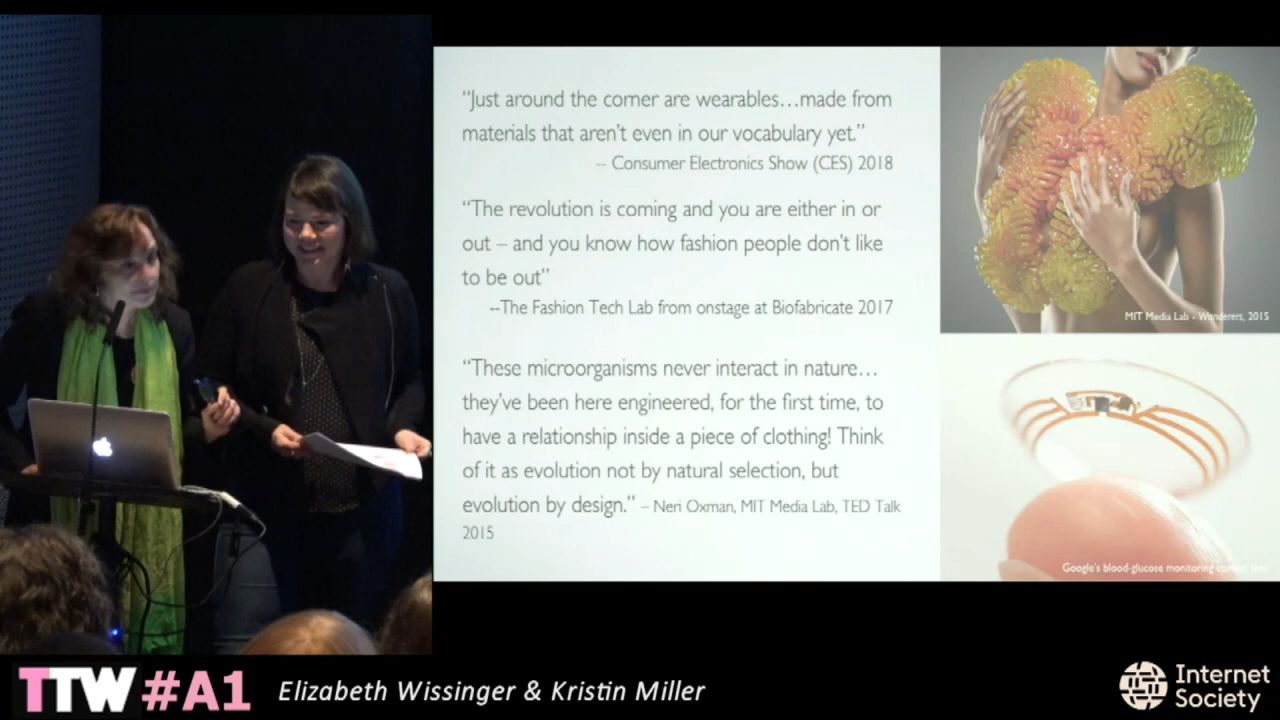 “Just around the corner are wearables…made from
materials that aren’t even in our vocabulary yet.”
– Consumer Electronics Show (CES) 2018
“The revolution is coming and you are either in or
out – and you know how fashion people don’t like
to be out”
--The Fashion Tech Lab from onstage at Biofabricate 2017
“These microorganisms never interact in nature…
they’ve been here engineered, for the first time, to
have a relationship inside a piece of clothing! Think
of it as evolution not by natural selection, but
evolution by design.” – Neri Oxman, MIT Media Lab, TED Talk
2015
MIT Media Lab - Wanderers, 2015
Google’s blood-glucose monitoring
TTW #A1
Elizabeth Wissinger & Kristin Miller
Internet
Society